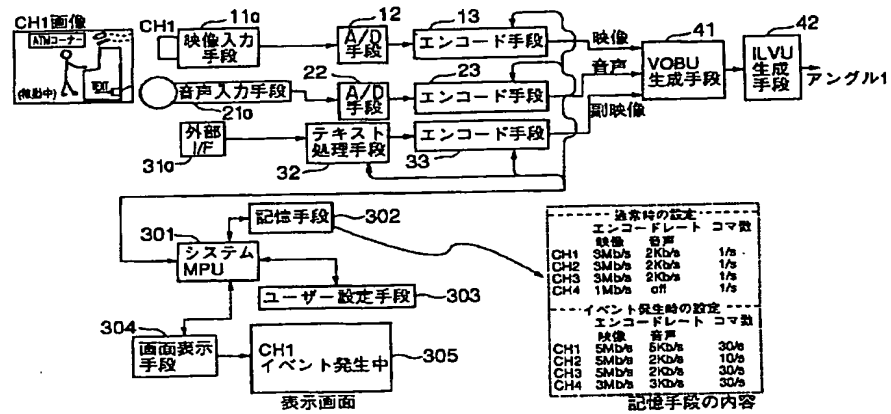 CH1画像
ATMコーナー
(稼動中)
CH1
11a
映像入力手段
12
A/D手段
13
エンコード手段
映像
41
VOBU生成手段
42
ILVU生成手段
アングル1
音声入力手段
21a
22
A/D手段
23
エンコード手段
音声
副映像
外部I/F
31a
32
テキスト処理手段
エンコード手段
33
301
システムMPU
記憶手段
302
ユーザー設定手段
303
304
画面表示手段
CH1
イベント発生中
305
表示画面
通常時の設定
エンコードレート コマ数
映像 音声
CH1 3Mb/s 2Kb/s 1/s
CH2 3Mb/s 2Kb/s 1/s
CH3 3Mb/s 2Kb/s 1/s
CH4 1Mb/s off 1/s
イベント発生時の設定
エンコードレート コマ数
映像 音声
CH1 5Mb/s 5Kb/s 30/s
CH2 5Mb/s 2Kb/s 10/s
CH3 5Mb/s 2Kb/s 30/s
CH4 3Mb/s 3Kb/s 30/s
記憶手段の内容